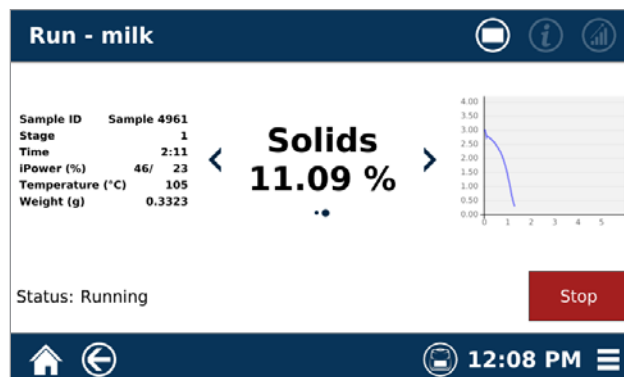 Run - milk
Sample ID Sample 4961
Stage 1
Time 2:11
iPower (%) 46/ 23
Temperature (°C) 105
Weight (g) 0.3323
< Solids >
11.09 %
4.00
3.50
3.00
2.50
2.00
1.50
1.00
0.50
0.00
0 1 2 3 4 5
Status: Running
Stop
12:08 PM